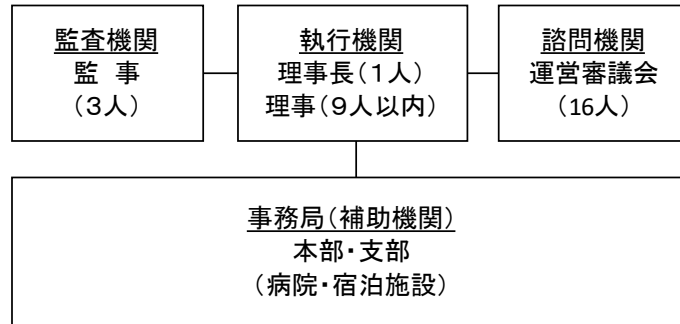 監査機関
監 事
(３人)
執行機関
理事長(１人)
理事(９人以内)
諮問機関
運営審議会
(16人)
事務局(補助機関)
本部・支部
(病院・宿泊施設)